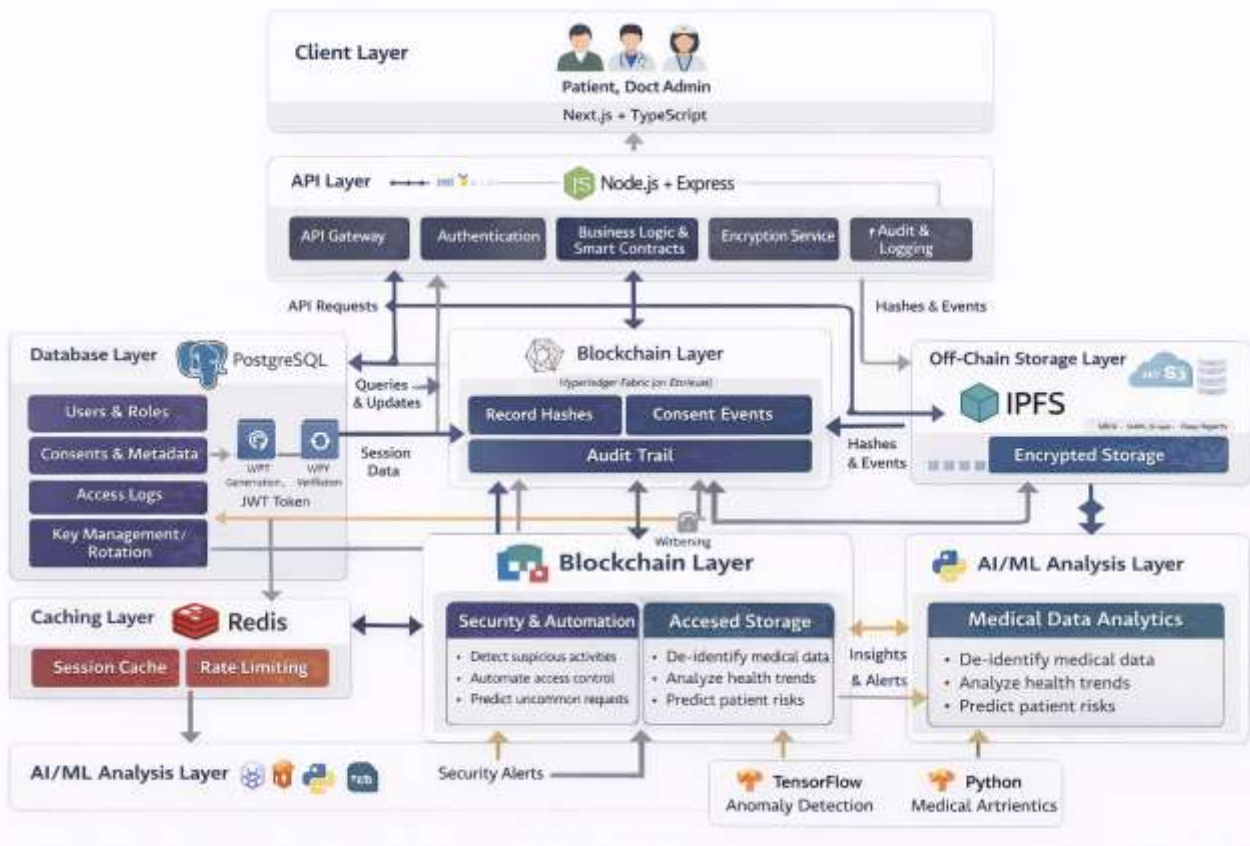 Client Layer
Patient, Doct Admin
Next.js + TypeScript
API Layer
JS
Node.js + Express
API Gateway
Authentication
Business Logic &
Smart Contracts
Encryption Service
Audit &
Logging
API Requests
Hashes & Events
Database Layer
PostgreSQL
Users & Roles
Consents & Metadata
Access Logs
Key Management/
Rotation
JWT Token
Queries
& Updates
Session
Data
Blockchain Layer
Record Hashes
Consent Events
Audit Trail
Hashes
& Events
Off-Chain Storage Layer
S3
IPFS
Encrypted Storage
Wittening
Caching Layer
Redis
Session Cache
Rate Limiting
Blockchain Layer
Security & Automation
• Detect suspicious activities
• Automate access control
• Predict uncommon requests
Accesed Storage
• De-identify medical data
• Analyze health trends
• Predict patient risks
Insights
& Alerts
AI/ML Analysis Layer
Medical Data Analytics
• De-identify medical data
• Analyze health trends
• Predict patient risks
AI/ML Analysis Layer
Security Alerts
TensorFlow
Anomaly Detection
Python
Medical Artrientics